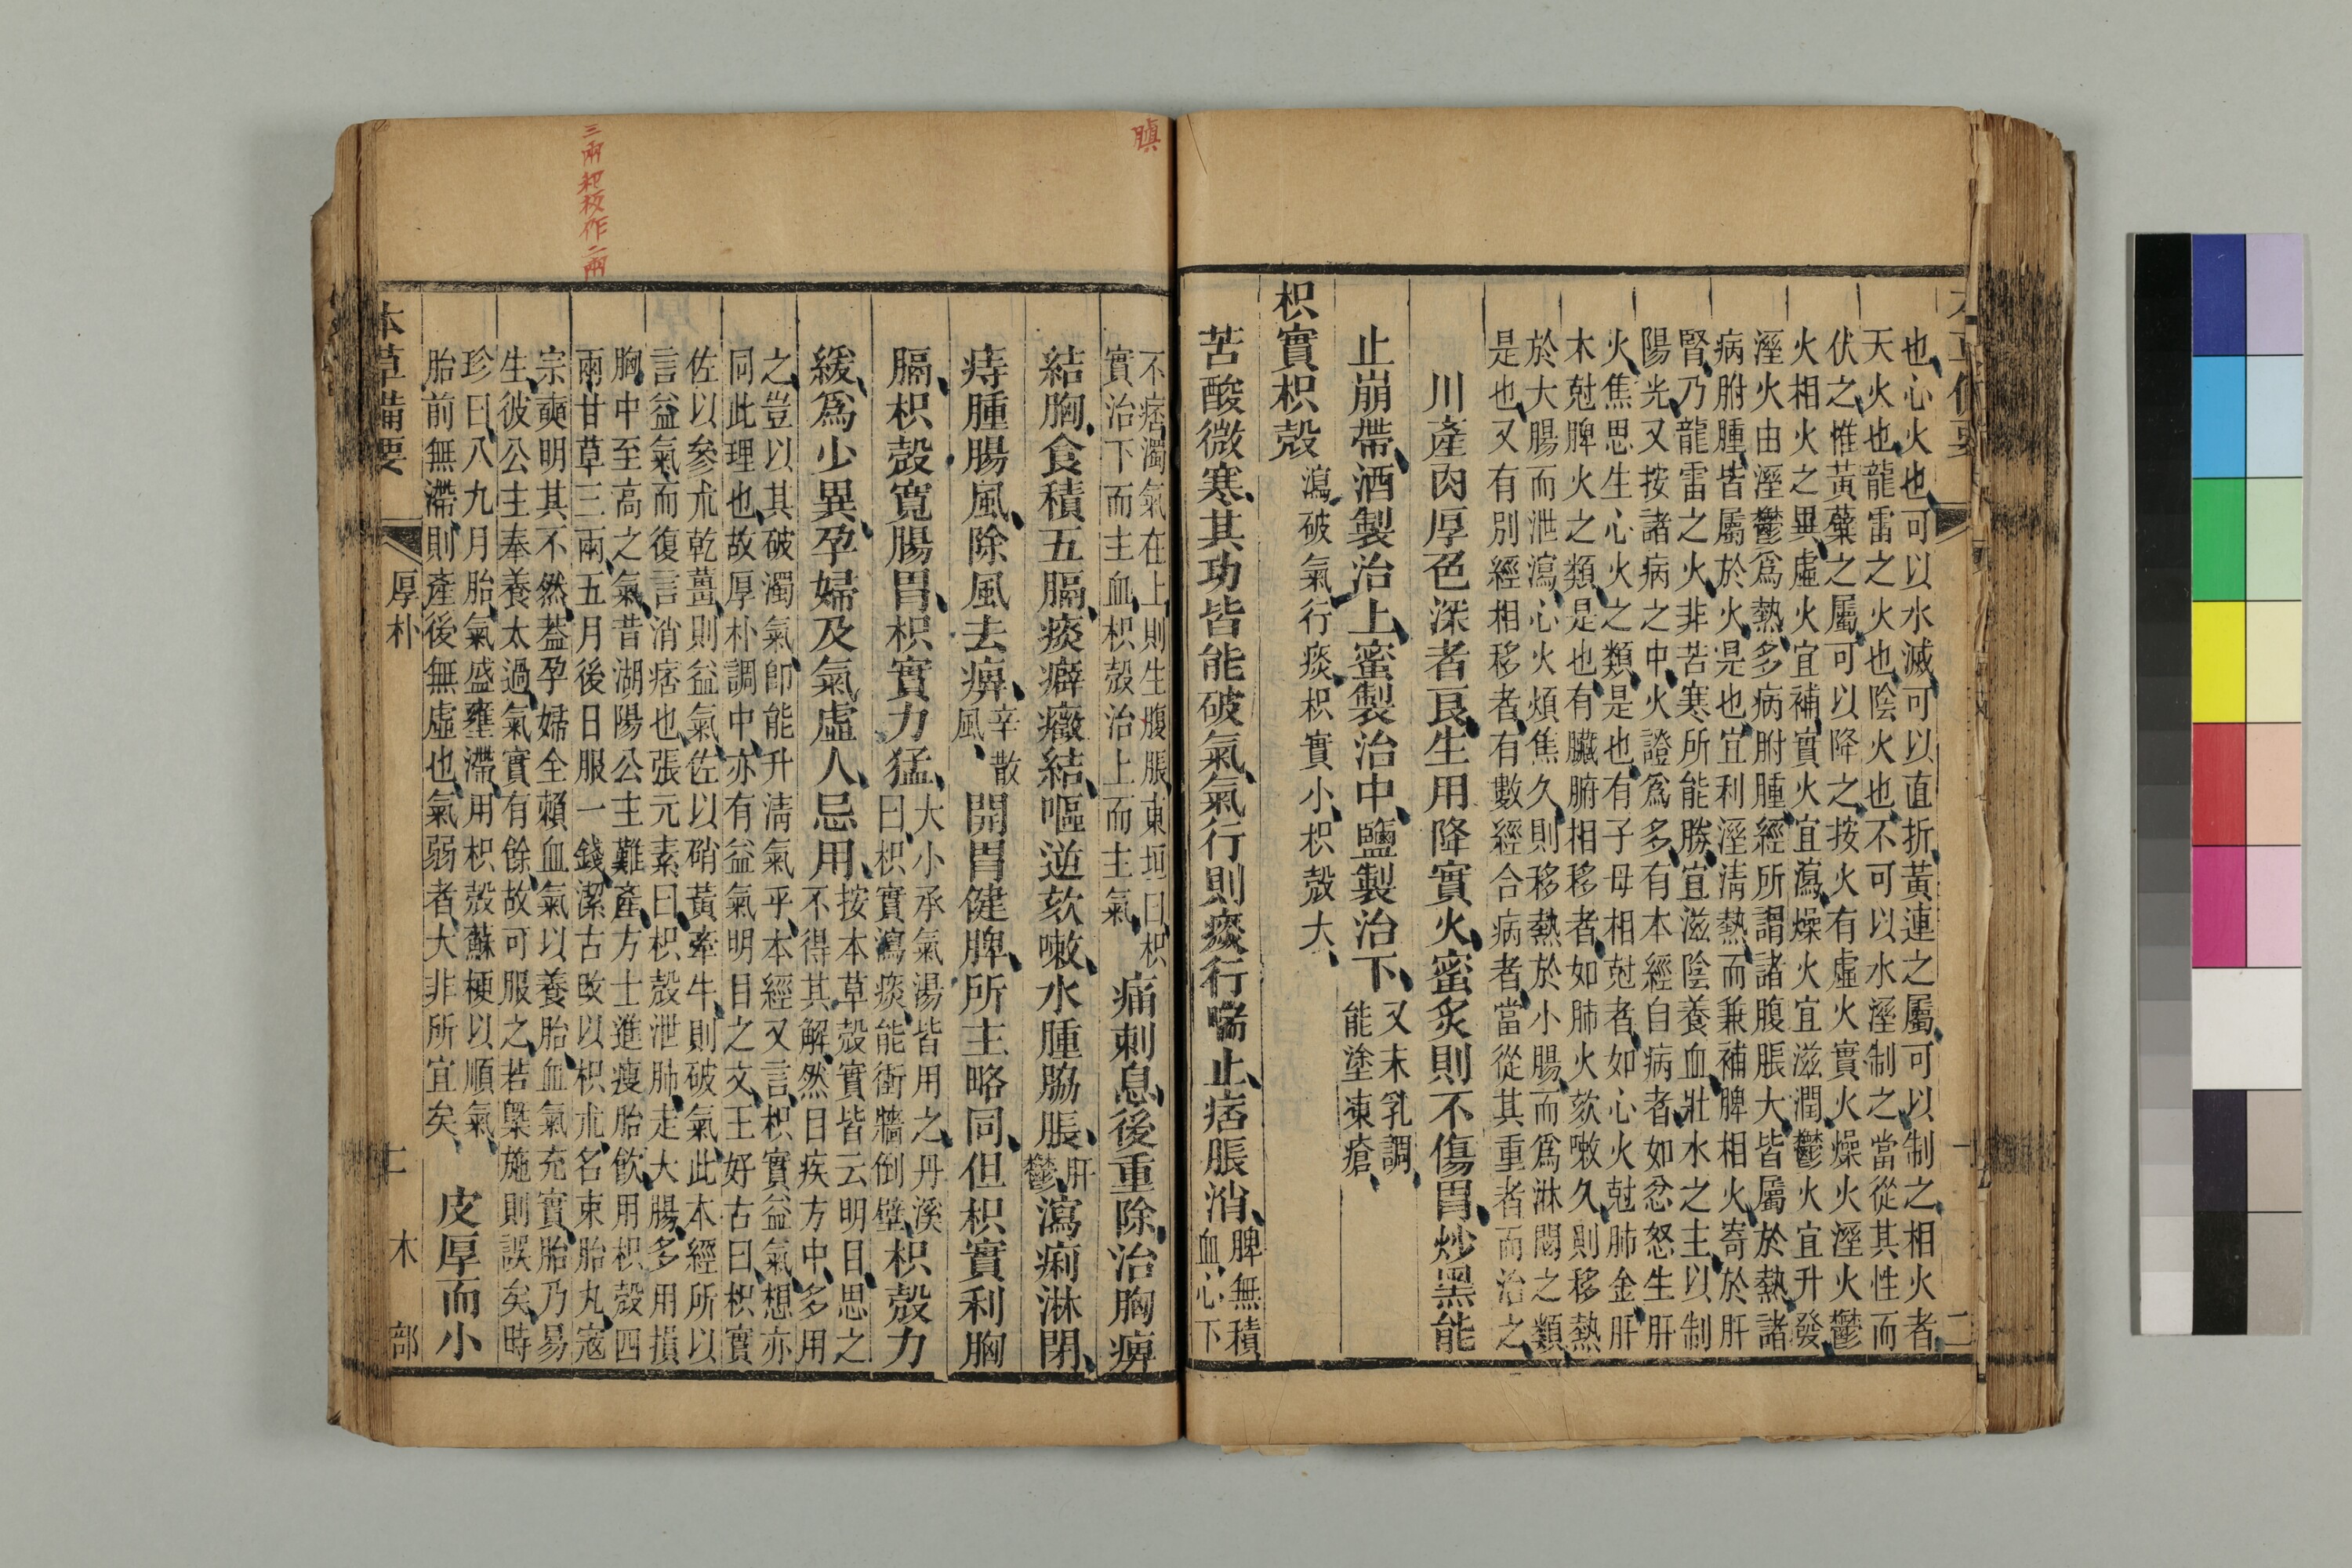 也心火也可以水滅可以直折黃連之屬可以制之相火者
天火也龍雷之火也陰火也不可以水溼制之當從其性而
伏之惟黃蘗之屬可以降之按火有虛火實火燥火溼火鬱
火相火之異虛火宜補實火宜瀉燥火宜滋潤鬱火宜升發
溼火由溼鬱爲熱多病胕腫經所謂諸腹脹大皆屬於熱諸
病胕腫皆屬於火是也宜利溼淸熱而兼補脾相火寄於肝
腎乃龍雷之火非苦寒所能勝宜滋陰養血壯水之主以制
陽光又按諸病之中火證爲多有本經自病者如忿怒生肝
火焦思生心火之類是也有子母相尅者如心火尅肺金肝
木尅脾火之類是也有臟腑相移者如肺火欬嗽久則移熱
於大腸而泄瀉心火煩焦久則移熱於小腸而爲淋閟之類
是也又有別經相移者有數經合病者當從其重者而治之
川產肉厚色深者良生用降實火蜜炙則不傷胃炒黑能
止崩帶酒製治上蜜製治中鹽製治下又末乳調
能塗凍瘡
枳實枳殼瀉破氣行痰枳實小枳殼大
苦酸微寒其功皆能破氣氣行則痰行喘止痞脹消脾無積
血心下
不痞濁氣在上則生腹脹東垣曰枳
實治下而主血枳殼治上而主氣痛刺息後重除治胸痹
結胸食積五膈痰癖癥結嘔逆欬嗽水腫脇脹肝
鬱瀉痢淋閉
痔腫腸風除風去痹辛散
風開胃健脾所主略同但枳實利胸
膈枳殼寬腸胃枳實力猛大小承氣湯皆用之丹溪
曰枳實瀉痰能衝牆倒壁枳殼力
緩爲少異孕婦及氣虛人忌用按本草殼實皆云明目思之
不得其解然目疾方中多用
之豈以其破濁氣卽能升淸氣乎本經又言枳實益氣想亦
同此理也故厚朴調中亦有益氣明目之文王好古曰枳實
佐以參朮乾薑則益氣佐以硝黃牽牛則破氣此本經所以
言益氣而復言消痞也張元素曰枳殼泄肺走大腸多用損
胸中至高之氣昔湖陽公主難產方士進瘦胎飮用枳殼四
兩甘草三兩五月後日服一錢潔古改以枳朮名束胎丸寇
宗奭明其不然葢孕婦全賴血氣以養胎血氣充實胎乃易
生彼公主奉養太過氣實有餘故可服之若槩施則誤矣時
珍曰八九月胎氣盛壅滯用枳殼蘇梗以順氣
胎前無滯則產後無虛也氣弱者大非所宜矣皮厚而小
本草備要 厚朴 二 木部
三兩杞板作二兩